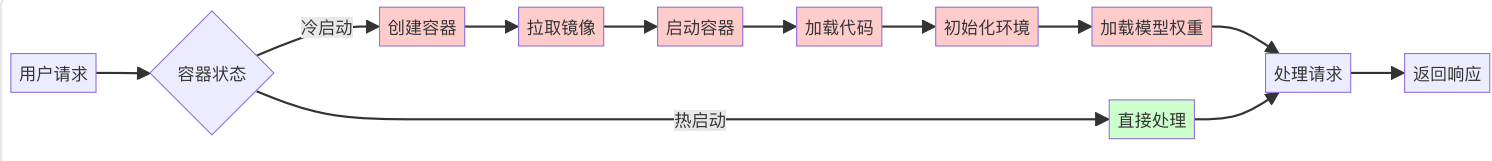 用户请求
容器状态
冷启动
创建容器
拉取镜像
启动容器
加载代码
初始化环境
加载模型权重
热启动
直接处理
处理请求
返回响应